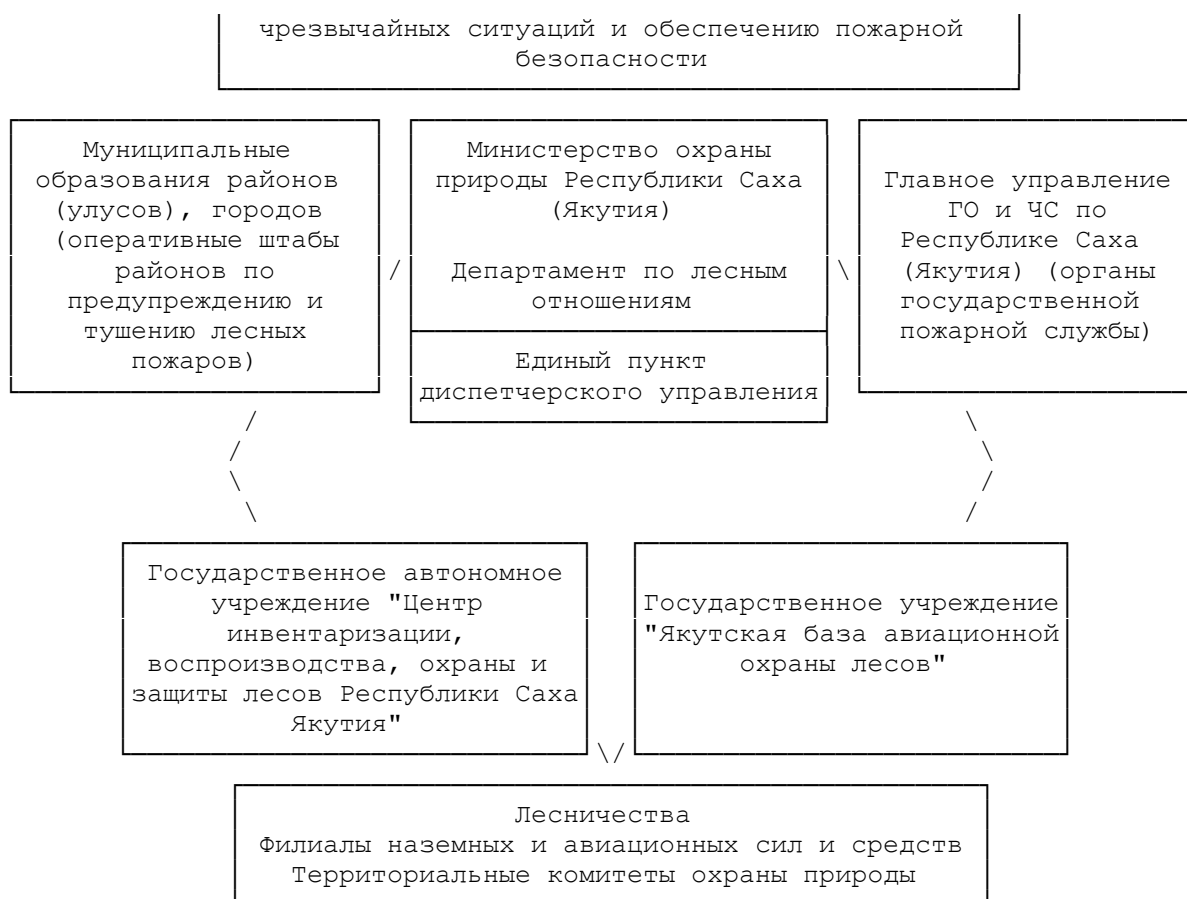 чрезвычайных ситуаций и обеспечению пожарной
безопасности
Муниципальные
образования районов
(улусов), городов
(оперативные штабы
районов по
предупреждению и
тушению лесных
пожаров)
/
Министерство охраны
природы Республики Саха
(Якутия)
Департамент по лесным
отношениям
Единый пункт
диспетчерского управления
\
Главное управление
ГО и ЧС по
Республике Саха
(Якутия) (органы
государственной
пожарной службы)
/ \
/ \
\ /
\ /
Государственное автономное
учреждение "Центр
инвентаризации,
воспроизводства, охраны и
защиты лесов Республики Саха
Якутия"
\/
Государственное учреждение
"Якутская база авиационной
охраны лесов"
Лесничества
Филиалы наземных и авиационных сил и средств
Территориальные комитеты охраны природы